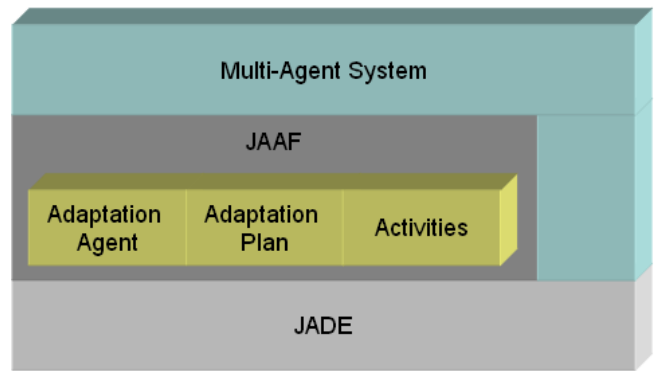 Multi-Agent System
JAAF
Adaptation
Agent
Adaptation
Plan
Activities
JADE